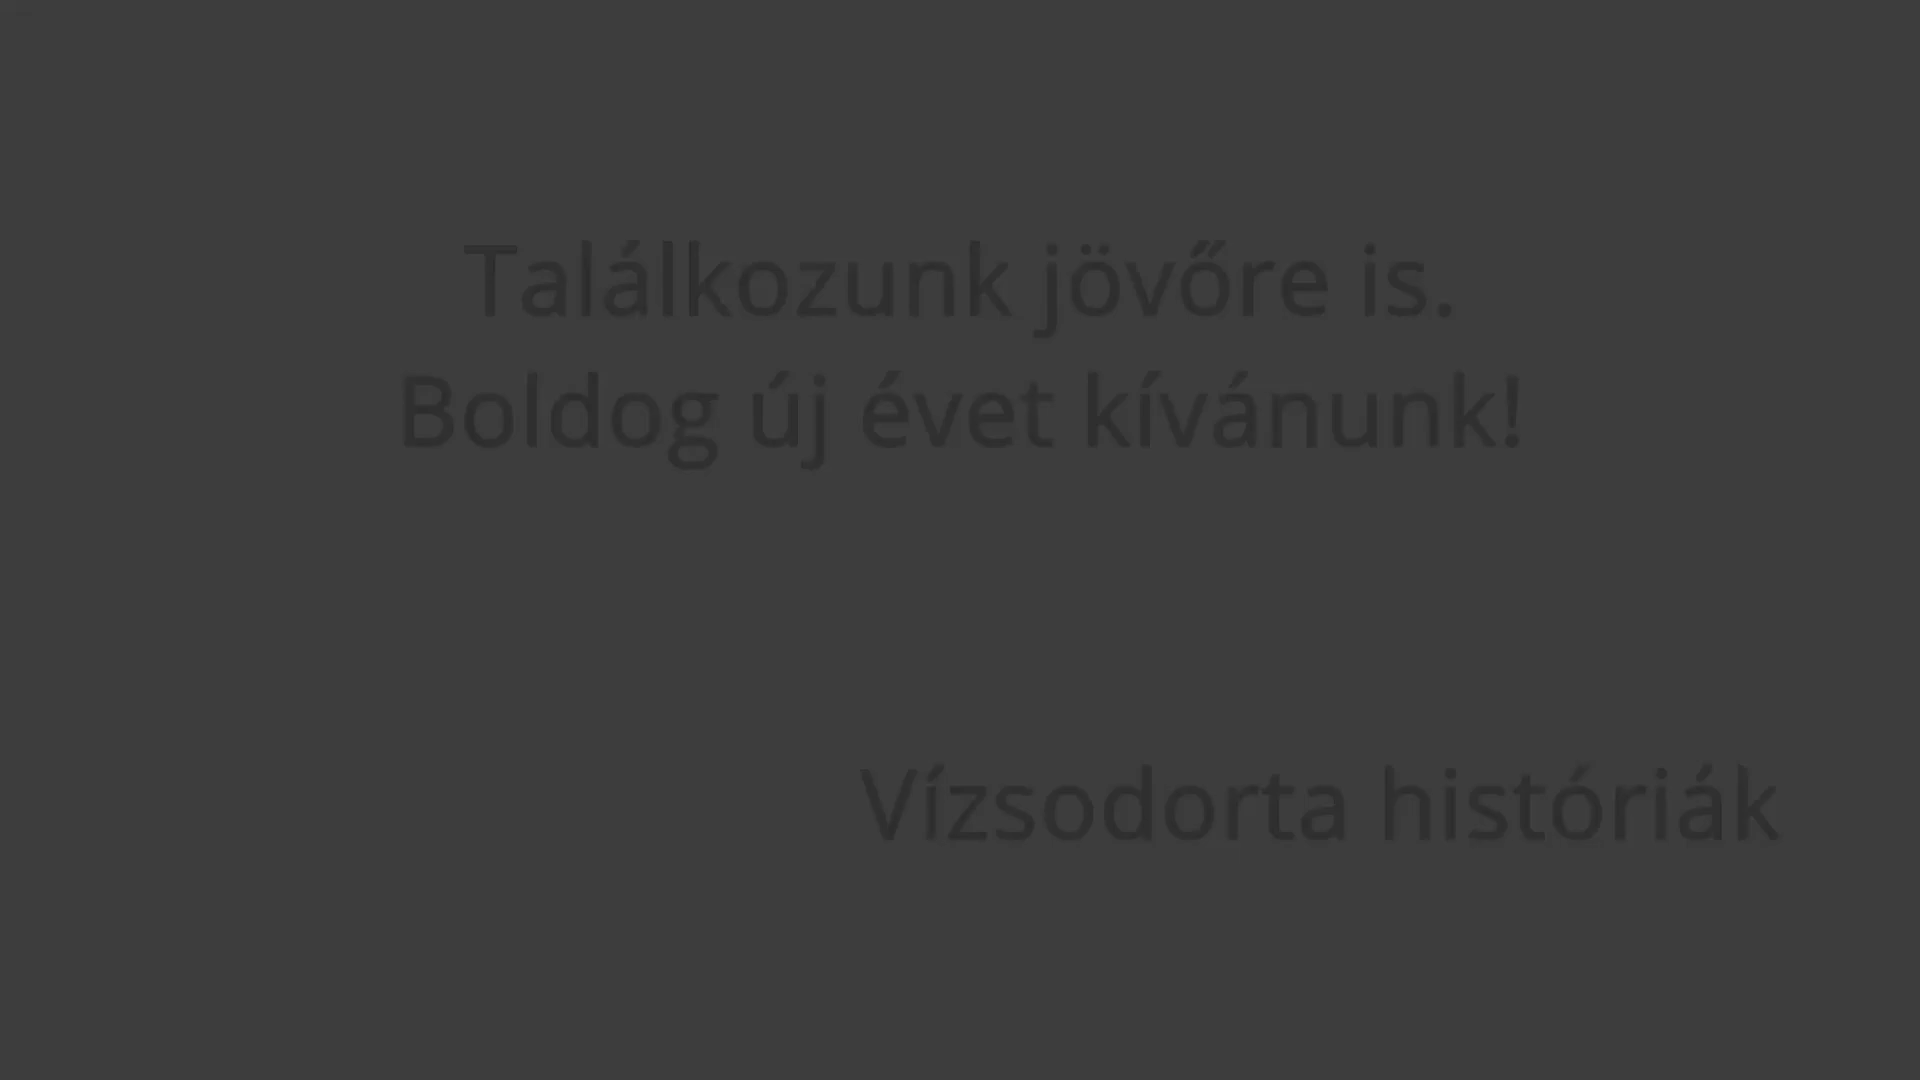 Találkozunk jövőre is.
Boldog új évet kívánunk!
Vízsodorta históriák